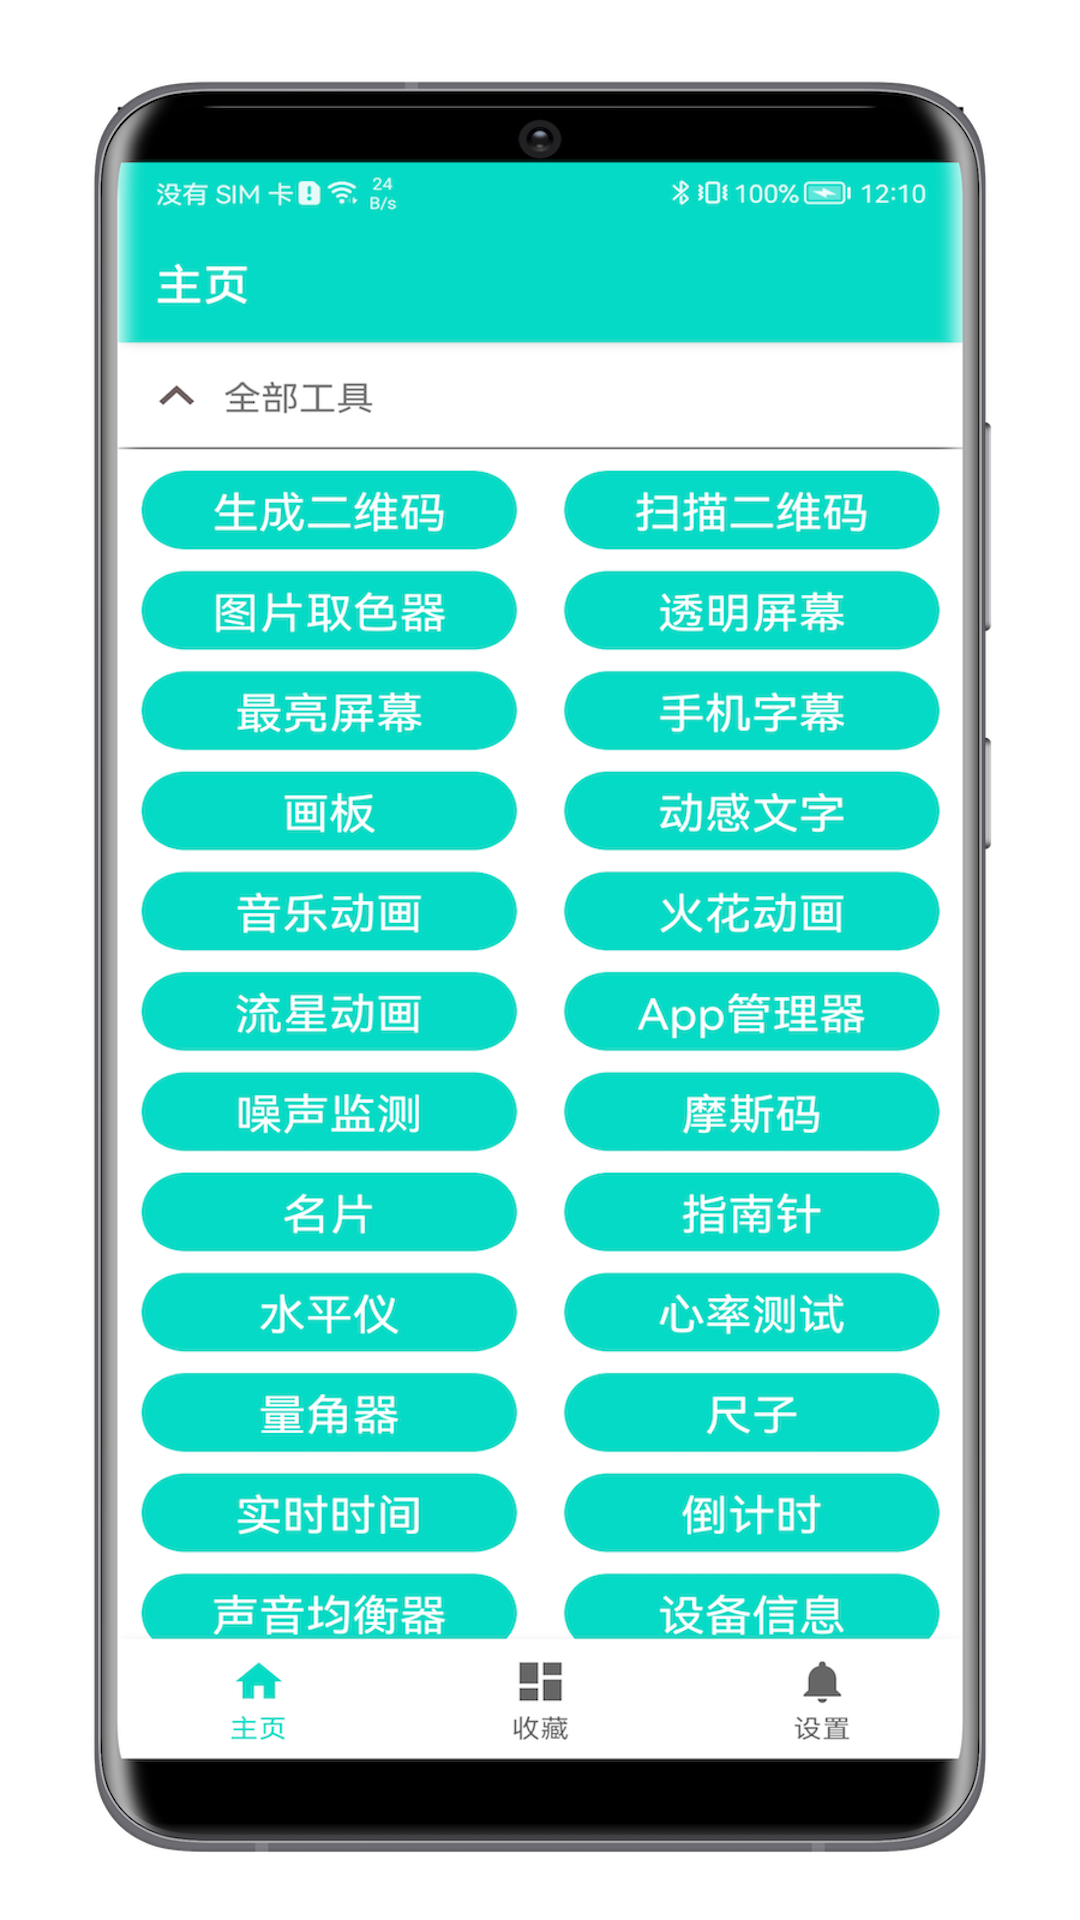 没有 SIM 卡 24 B/s 100% 12:10
主页
全部工具
生成二维码 扫描二维码
图片取色器 透明屏幕
最亮屏幕 手机字幕
画板 动感文字
音乐动画 火花动画
流星动画 App管理器
噪声监测 摩斯码
名片 指南针
水平仪 心率测试
量角器 尺子
实时时间 倒计时
声音均衡器 设备信息
主页 收藏 设置